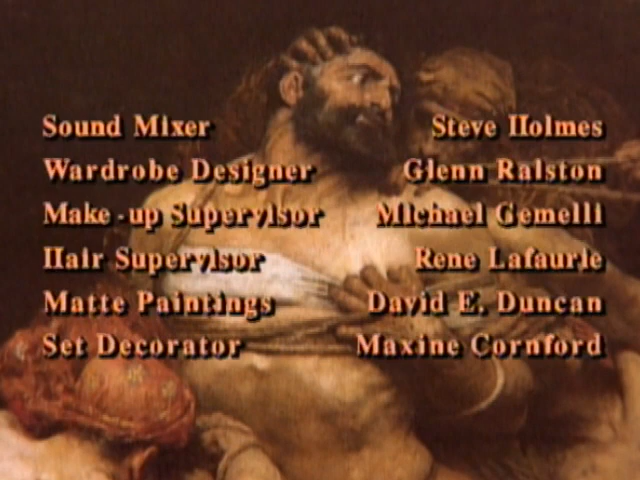 Sound Mixer Steve Holmes
Wardrobe Designer Glenn Ralston
Make-up Supervisor Michael Gemelli
Hair Supervisor Rene Lafaurie
Matte Paintings David E. Duncan
Set Decorator Maxine Cornford